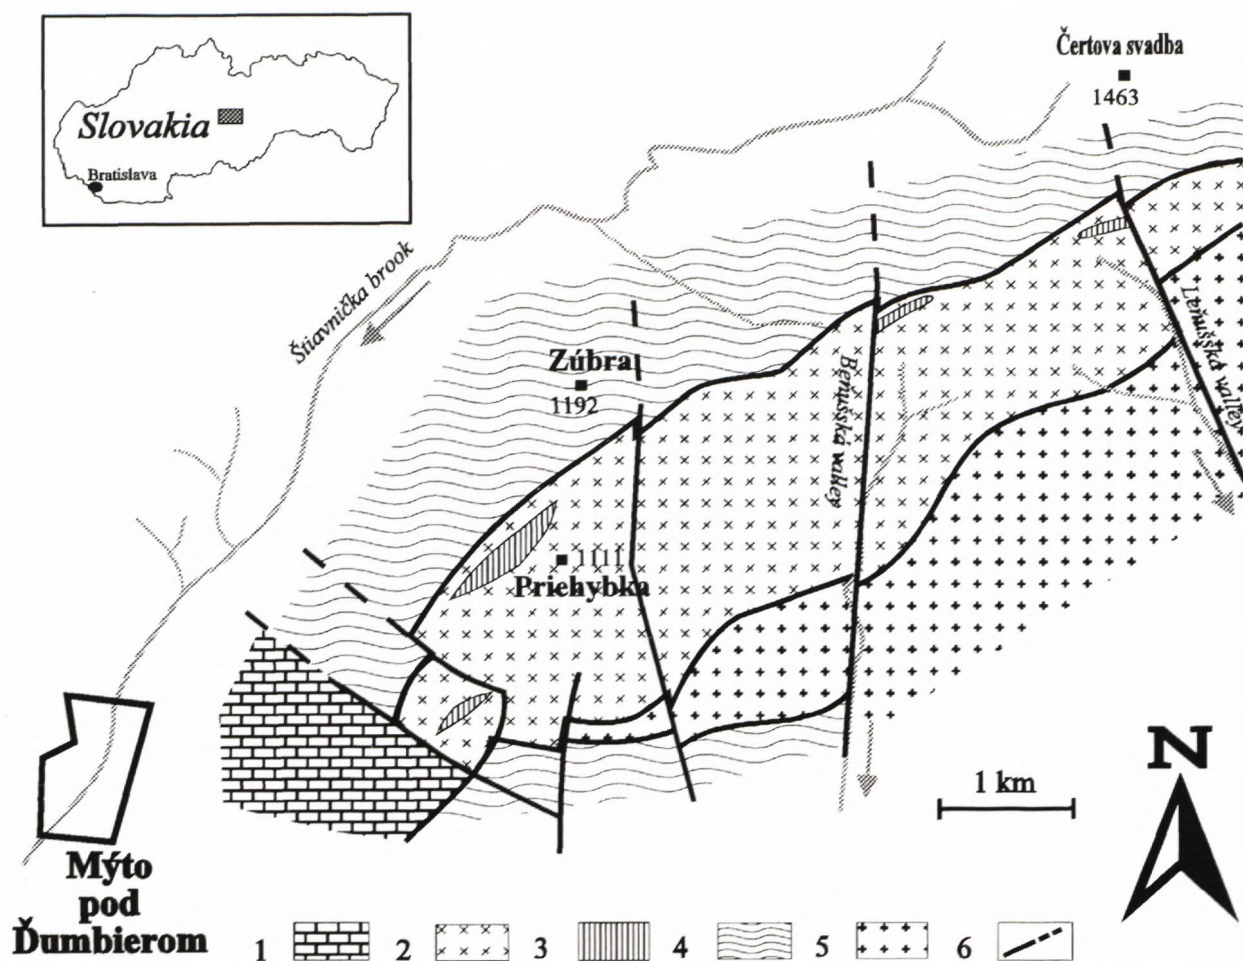 Slovakia
Bratislava
Čertova svadba
1463
Štiavnička brook
Zúbra
1192
Beňušská valley
Leňušská valley
1111
Priehybka
1 km
N
Mýto
pod
Ďumbierom
1 2 3 4 5 6